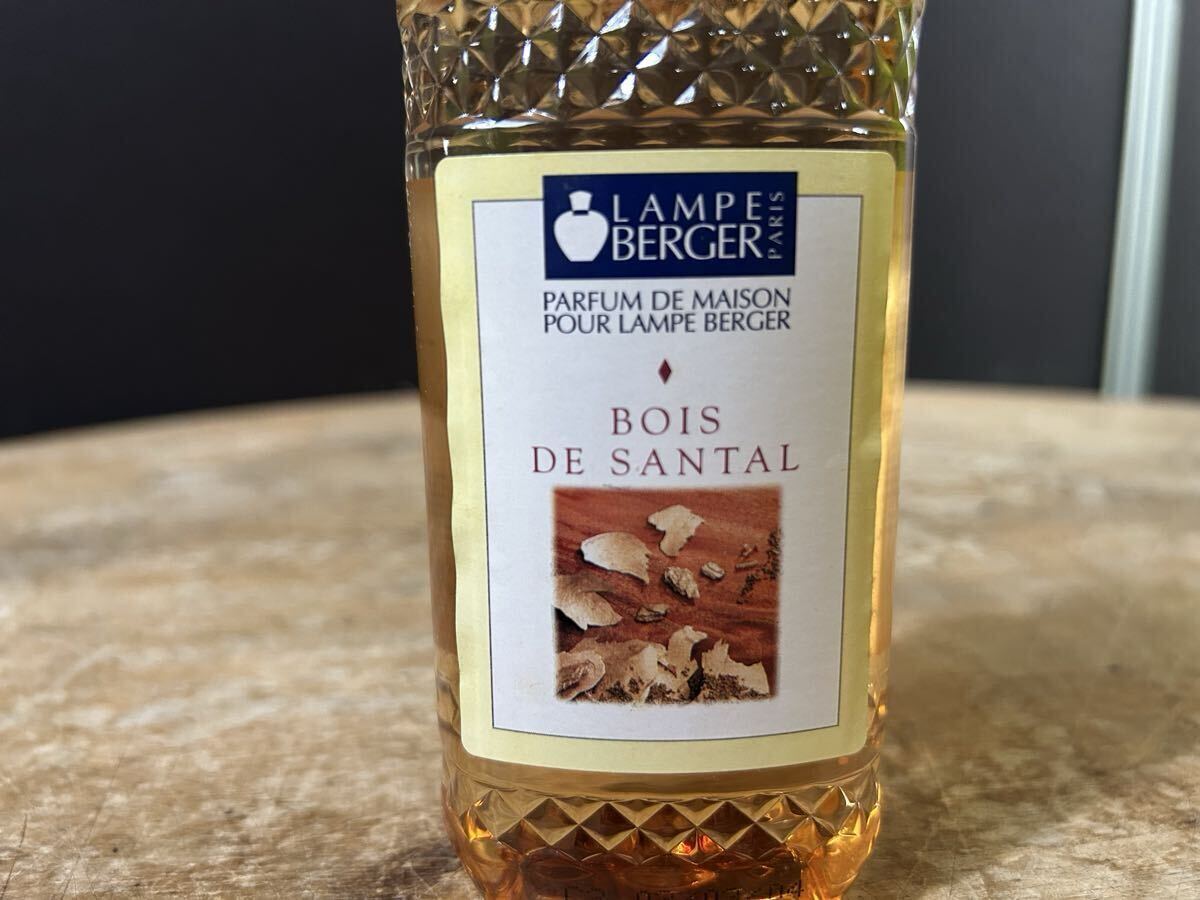 LAMPE
BERGER
PARIS
PARFUM DE MAISON
POUR LAMPE BERGER
BOIS
DE SANTAL